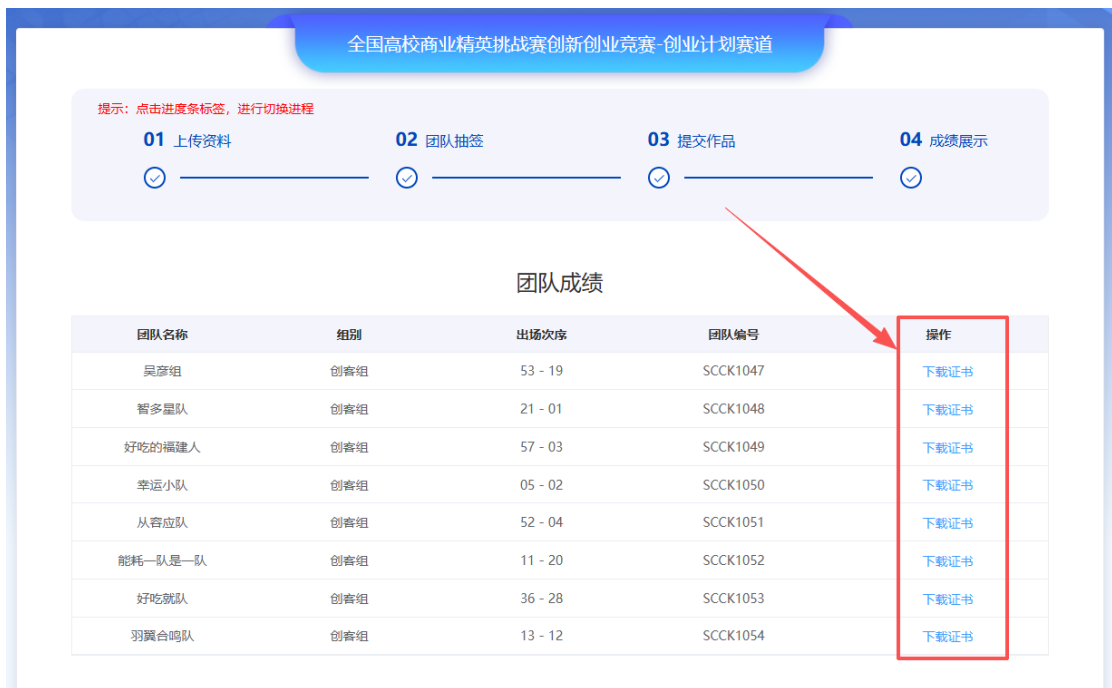 全国高校商业精英挑战赛创新创业竞赛-创业计划赛道
提示：点击进度条标签，进行切换进程
01 上传资料 02 团队抽签 03 提交作品 04 成绩展示
团队成绩
团队名称 组别 出场次序 团队编号 操作
吴彦组 创客组 53 - 19 SCCK1047 下载证书
智多星队 创客组 21 - 01 SCCK1048 下载证书
好吃的福建人 创客组 57 - 03 SCCK1049 下载证书
幸运小队 创客组 05 - 02 SCCK1050 下载证书
从容应队 创客组 52 - 04 SCCK1051 下载证书
能耗一队是一队 创客组 11 - 20 SCCK1052 下载证书
好吃就队 创客组 36 - 28 SCCK1053 下载证书
羽翼合鸣队 创客组 13 - 12 SCCK1054 下载证书